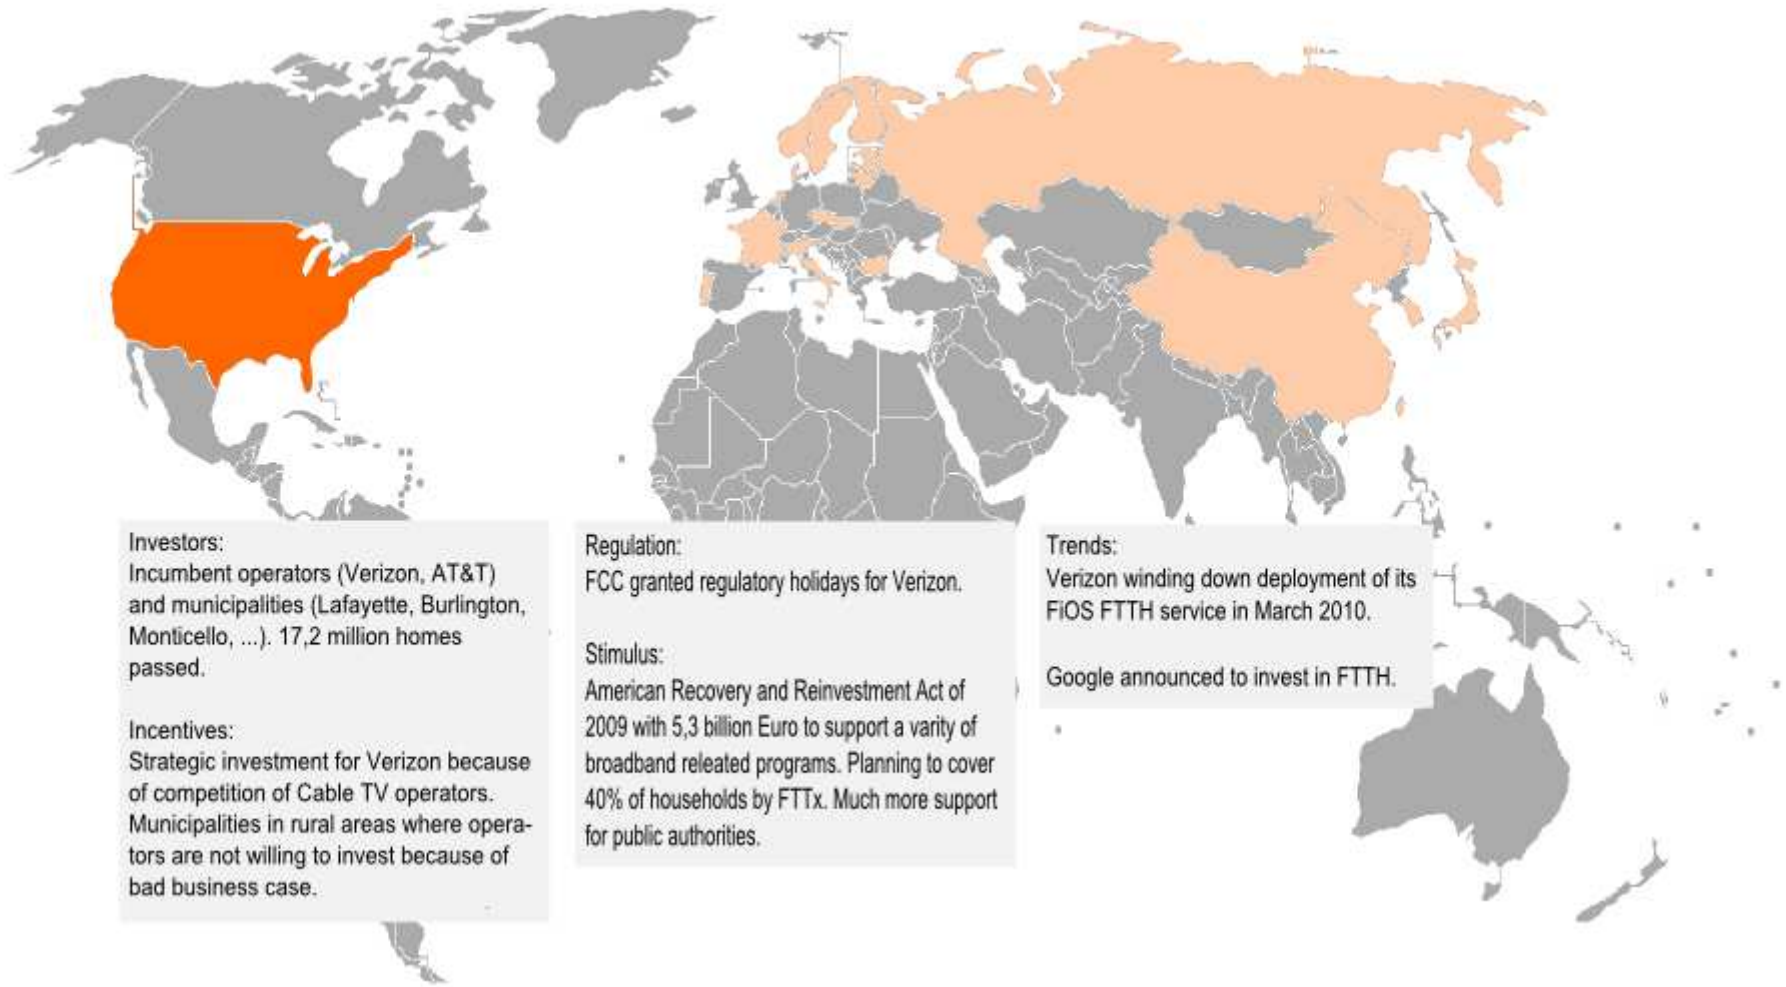 Investors:
Incumbent operators (Verizon, AT&T)
and municipalities (Lafayette, Burlington,
Monticello, ...). 17,2 million homes
passed.
Incentives:
Strategic investment for Verizon because
of competition of Cable TV operators.
Municipalities in rural areas where opera-
tors are not willing to invest because of
bad business case.
Regulation:
FCC granted regulatory holidays for Verizon.
Stimulus:
American Recovery and Reinvestment Act of
2009 with 5,3 billion Euro to support a varity of
broadband releated programs. Planning to cover
40% of households by FTTx. Much more support
for public authorities.
Trends:
Verizon winding down deployment of its
FiOS FTTH service in March 2010.
Google announced to invest in FTTH.